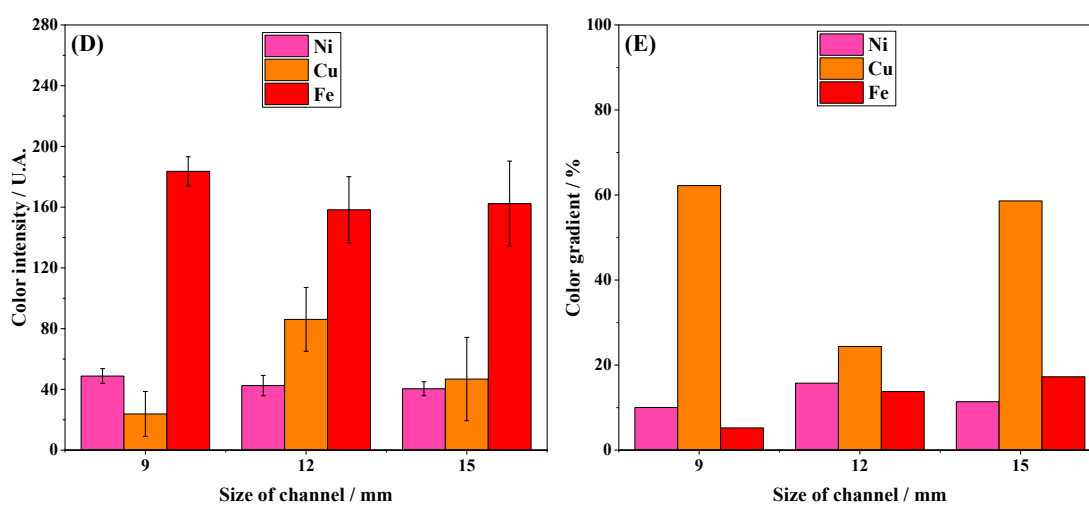 (D)
Ni
Cu
Fe
Color intensity / U.A.
280
240
200
160
120
80
40
0
9 12 15
Size of channel / mm
(E)
Ni
Cu
Fe
Color gradient / %
100
80
60
40
20
0
9 12 15
Size of channel / mm